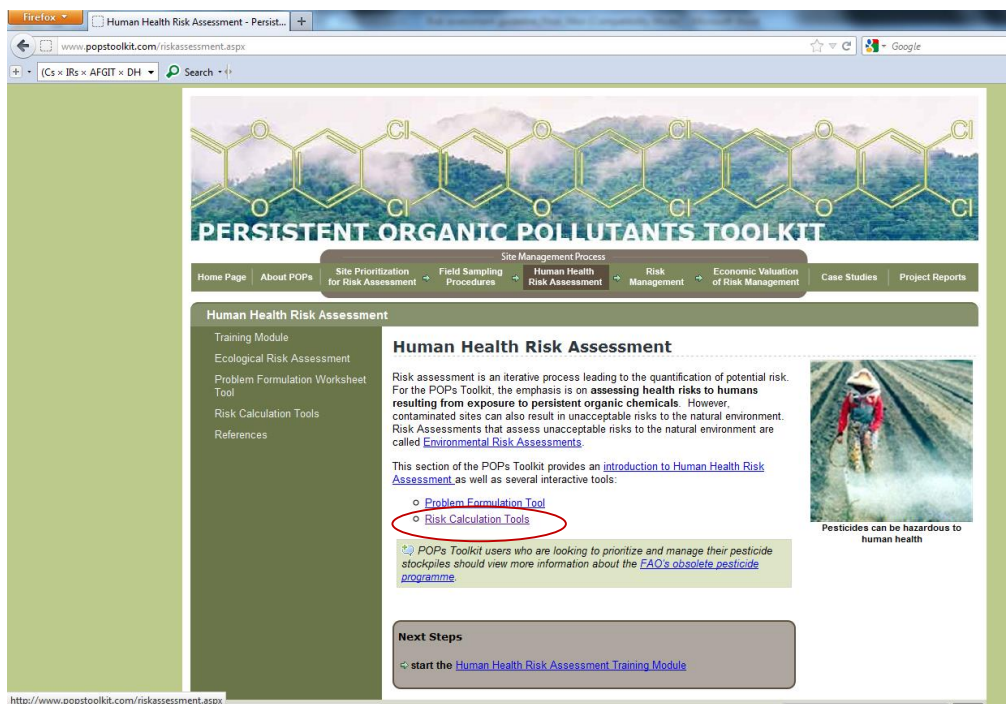 Firefox
Human Health Risk Assessment - Persist...
www.popstoolkit.com/riskassessment.aspx
Google
(Cs × IRs × AFGIT × DH
Search
O O Cl O Cl O Cl
O Cl O Cl O Cl
PERSISTENT ORGANIC POLLUTANTS TOOLKIT
Site Management Process
Home Page
About POPs
Site Prioritization
for Risk Assessment
Field Sampling
Procedures
Human Health
Risk Assessment
Risk
Management
Economic Valuation
of Risk Management
Case Studies
Project Reports
Human Health Risk Assessment
Training Module
Ecological Risk Assessment
Problem Formulation Worksheet
Tool
Risk Calculation Tools
References
Human Health Risk Assessment
Risk assessment is an iterative process leading to the quantification of potential risk.
For the POPs Toolkit, the emphasis is on assessing health risks to humans
resulting from exposure to persistent organic chemicals. However,
contaminated sites can also result in unacceptable risks to the natural environment.
Risk Assessments that assess unacceptable risks to the natural environment are
called Environmental Risk Assessments.
This section of the POPs Toolkit provides an introduction to Human Health Risk
Assessment as well as several interactive tools:
Problem Formulation Tool
Risk Calculation Tools
POPs Toolkit users who are looking to prioritize and manage their pesticide
stockpiles should view more information about the FAO's obsolete pesticide
programme.
Pesticides can be hazardous to
human health
Next Steps
start the Human Health Risk Assessment Training Module
http://www.popstoolkit.com/riskassessment.aspx